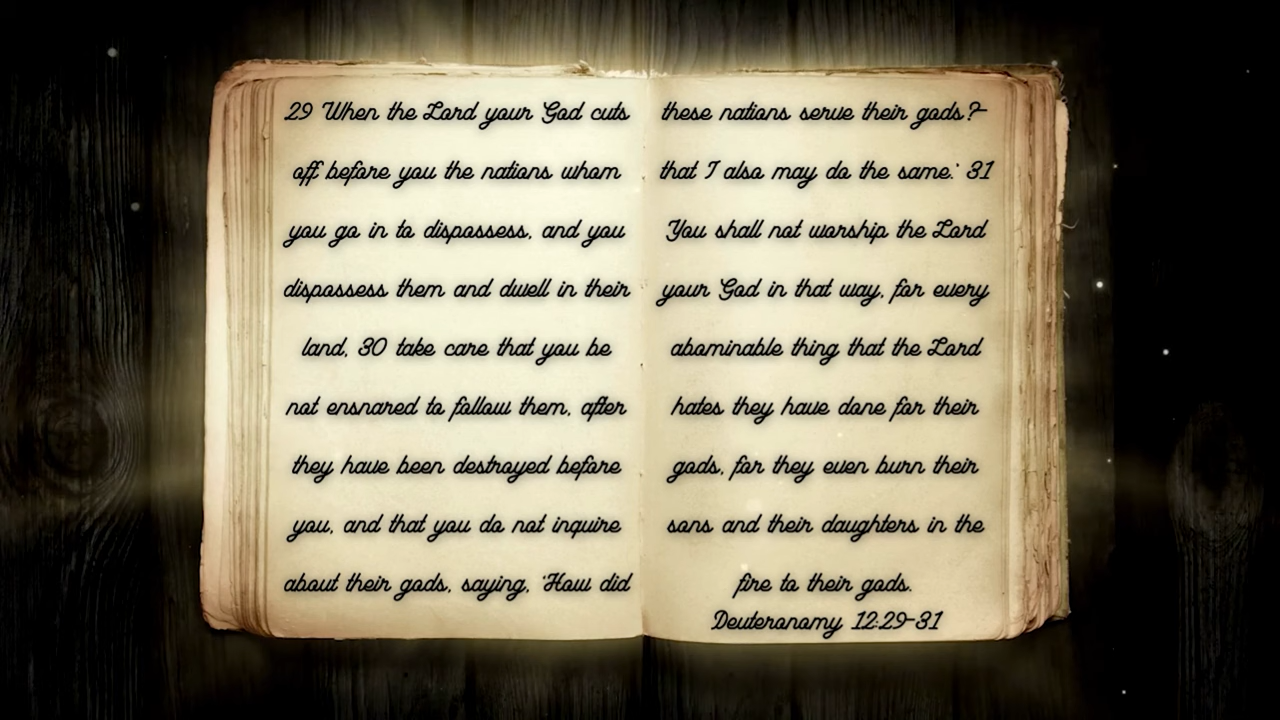 29 When the Lord your God cuts
off before you the nations whom
you go in to dispossess, and you
dispossess them and dwell in their
land, 30 take care that you be
not ensnared to follow them, after
they have been destroyed before
you, and that you do not inquire
about their gods, saying, ‘How did
these nations serve their gods?—
that I also may do the same.’ 31
You shall not worship the Lord
your God in that way, for every
abominable thing that the Lord
hates they have done for their
gods, for they even burn their
sons and their daughters in the
fire to their gods.
Deuteronomy 12:29-31